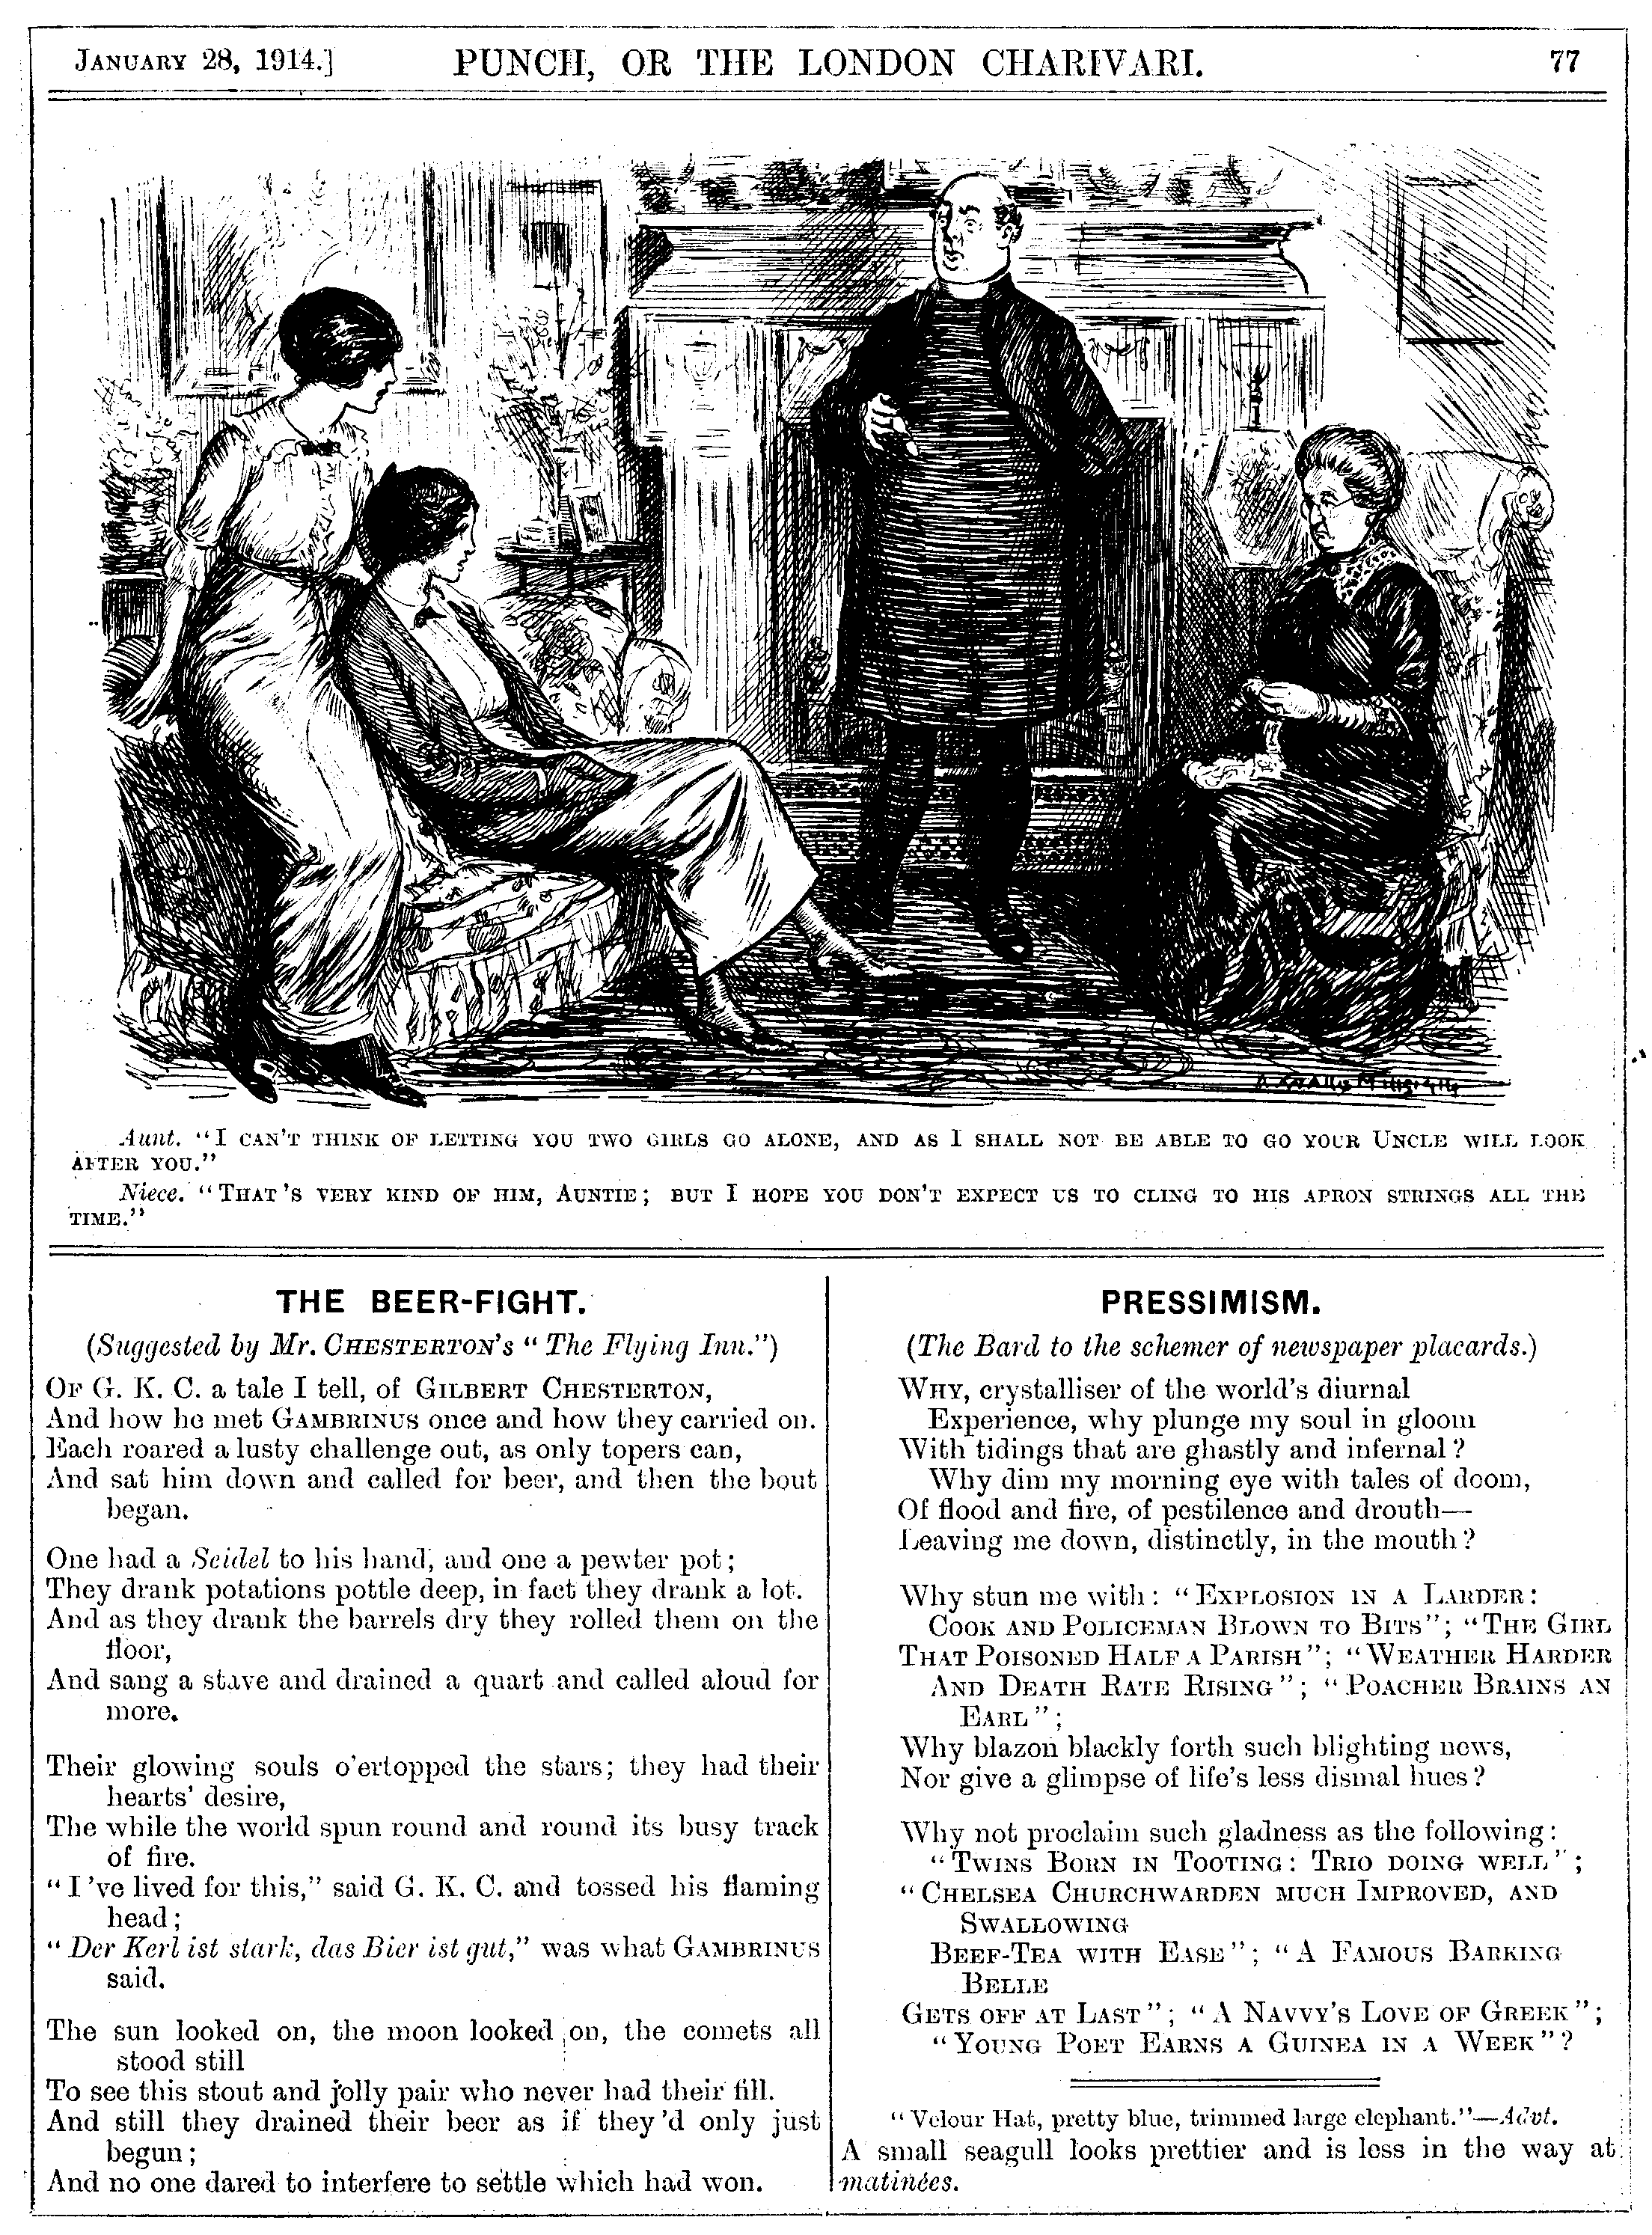 JANUARY 28, 1914.]
PUNCH, OR THE LONDON CHARIVARI.
77
Aunt. "I CAN'T THINK OF LETTING YOU TWO GIRLS GO ALONE, AND AS I SHALL NOT BE ABLE TO GO YOUR UNCLE WILL LOOK
AFTER YOU."
Niece. "THAT'S VERY KIND OF HIM, AUNTIE; BUT I HOPE YOU DON'T EXPECT US TO CLING TO HIS APRON STRINGS ALL THE
TIME."
THE BEER-FIGHT.
(Suggested by Mr. CHESTERTON'S "The Flying Inn.")
OF G. K. C. a tale I tell, of GILBERT CHESTERTON,
And how he met GAMBRINUS once and how they carried on.
Each roared a lusty challenge out, as only topers can,
And sat him down and called for beer, and then the bout
began.
One had a Seidel to his hand, and one a pewter pot;
They drank potations pottle deep, in fact they drank a lot.
And as they drank the barrels dry they rolled them on the
floor,
And sang a stave and drained a quart and called aloud for
more.
Their glowing souls o'ertopped the stars; they had their
hearts' desire,
The while the world spun round and round its busy track
of fire.
"I've lived for this," said G. K. C. and tossed his flaming
head;
"Der Kerl ist stark, das Bier ist gut," was what GAMBRINUS
said.
The sun looked on, the moon looked on, the comets all
stood still
To see this stout and jolly pair who never had their fill.
And still they drained their beer as if they'd only just
begun;
And no one dared to interfere to settle which had won.
PRESSIMISM.
(The Bard to the schemer of newspaper placards.)
WHY, crystalliser of the world's diurnal
Experience, why plunge my soul in gloom
With tidings that are ghastly and infernal?
Why dim my morning eye with tales of doom,
Of flood and fire, of pestilence and drouth—
Leaving me down, distinctly, in the mouth?
Why stun me with: "EXPLOSION IN A LARDER:
COOK AND POLICEMAN BLOWN TO BITS"; "THE GIRL
THAT POISONED HALF A PARISH"; "WEATHER HARDER
AND DEATH RATE RISING"; "POACHER BRAINS AN
EARL";
Why blazon blackly forth such blighting news,
Nor give a glimpse of life's less dismal hues?
Why not proclaim such gladness as the following:
"TWINS BORN IN TOOTING: TRIO DOING WELL";
"CHELSEA CHURCHWARDEN MUCH IMPROVED, AND
SWALLOWING
BEEF-TEA WITH EASE"; "A FAMOUS BARKING
BELLE
GETS OFF AT LAST"; "A NAVVY'S LOVE OF GREEK";
"YOUNG POET EARNS A GUINEA IN A WEEK"?
"Velour Hat, pretty blue, trimmed large elephant."—Advt.
A small seagull looks prettier and is less in the way at
matinées.